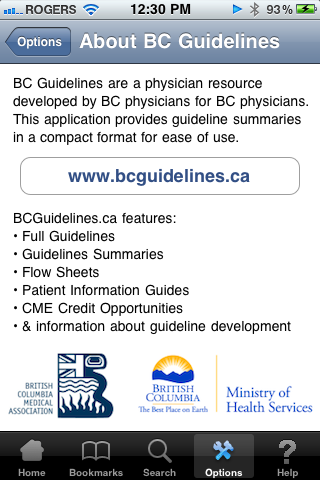 ROGERS 12:30 PM 93%
Options About BC Guidelines
BC Guidelines are a physician resource
developed by BC physicians for BC physicians.
This application provides guideline summaries
in a compact format for ease of use.
www.bcguidelines.ca
BCGuidelines.ca features:
• Full Guidelines
• Guidelines Summaries
• Flow Sheets
• Patient Information Guides
• CME Credit Opportunities
• & information about guideline development
BRITISH
COLUMBIA
MEDICAL
ASSOCIATION
BRITISH
COLUMBIA
The Best Place on Earth
Ministry of
Health Services
Home Bookmarks Search Options Help